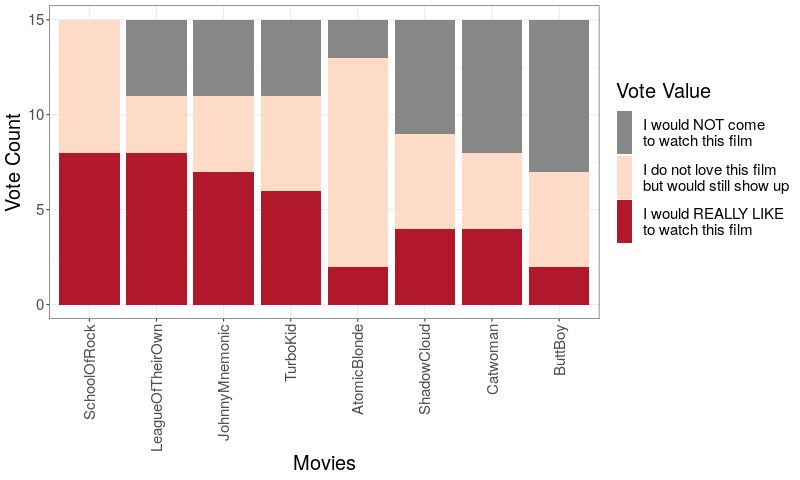 15
10
5
0
Vote Count
SchoolOfRock
LeagueOfTheirOwn
JohnnyMnemonic
TurboKid
AtomicBlonde
ShadowCloud
Catwoman
ButtBoy
Movies
Vote Value
I would NOT come
to watch this film
I do not love this film
but would still show up
I would REALLY LIKE
to watch this film